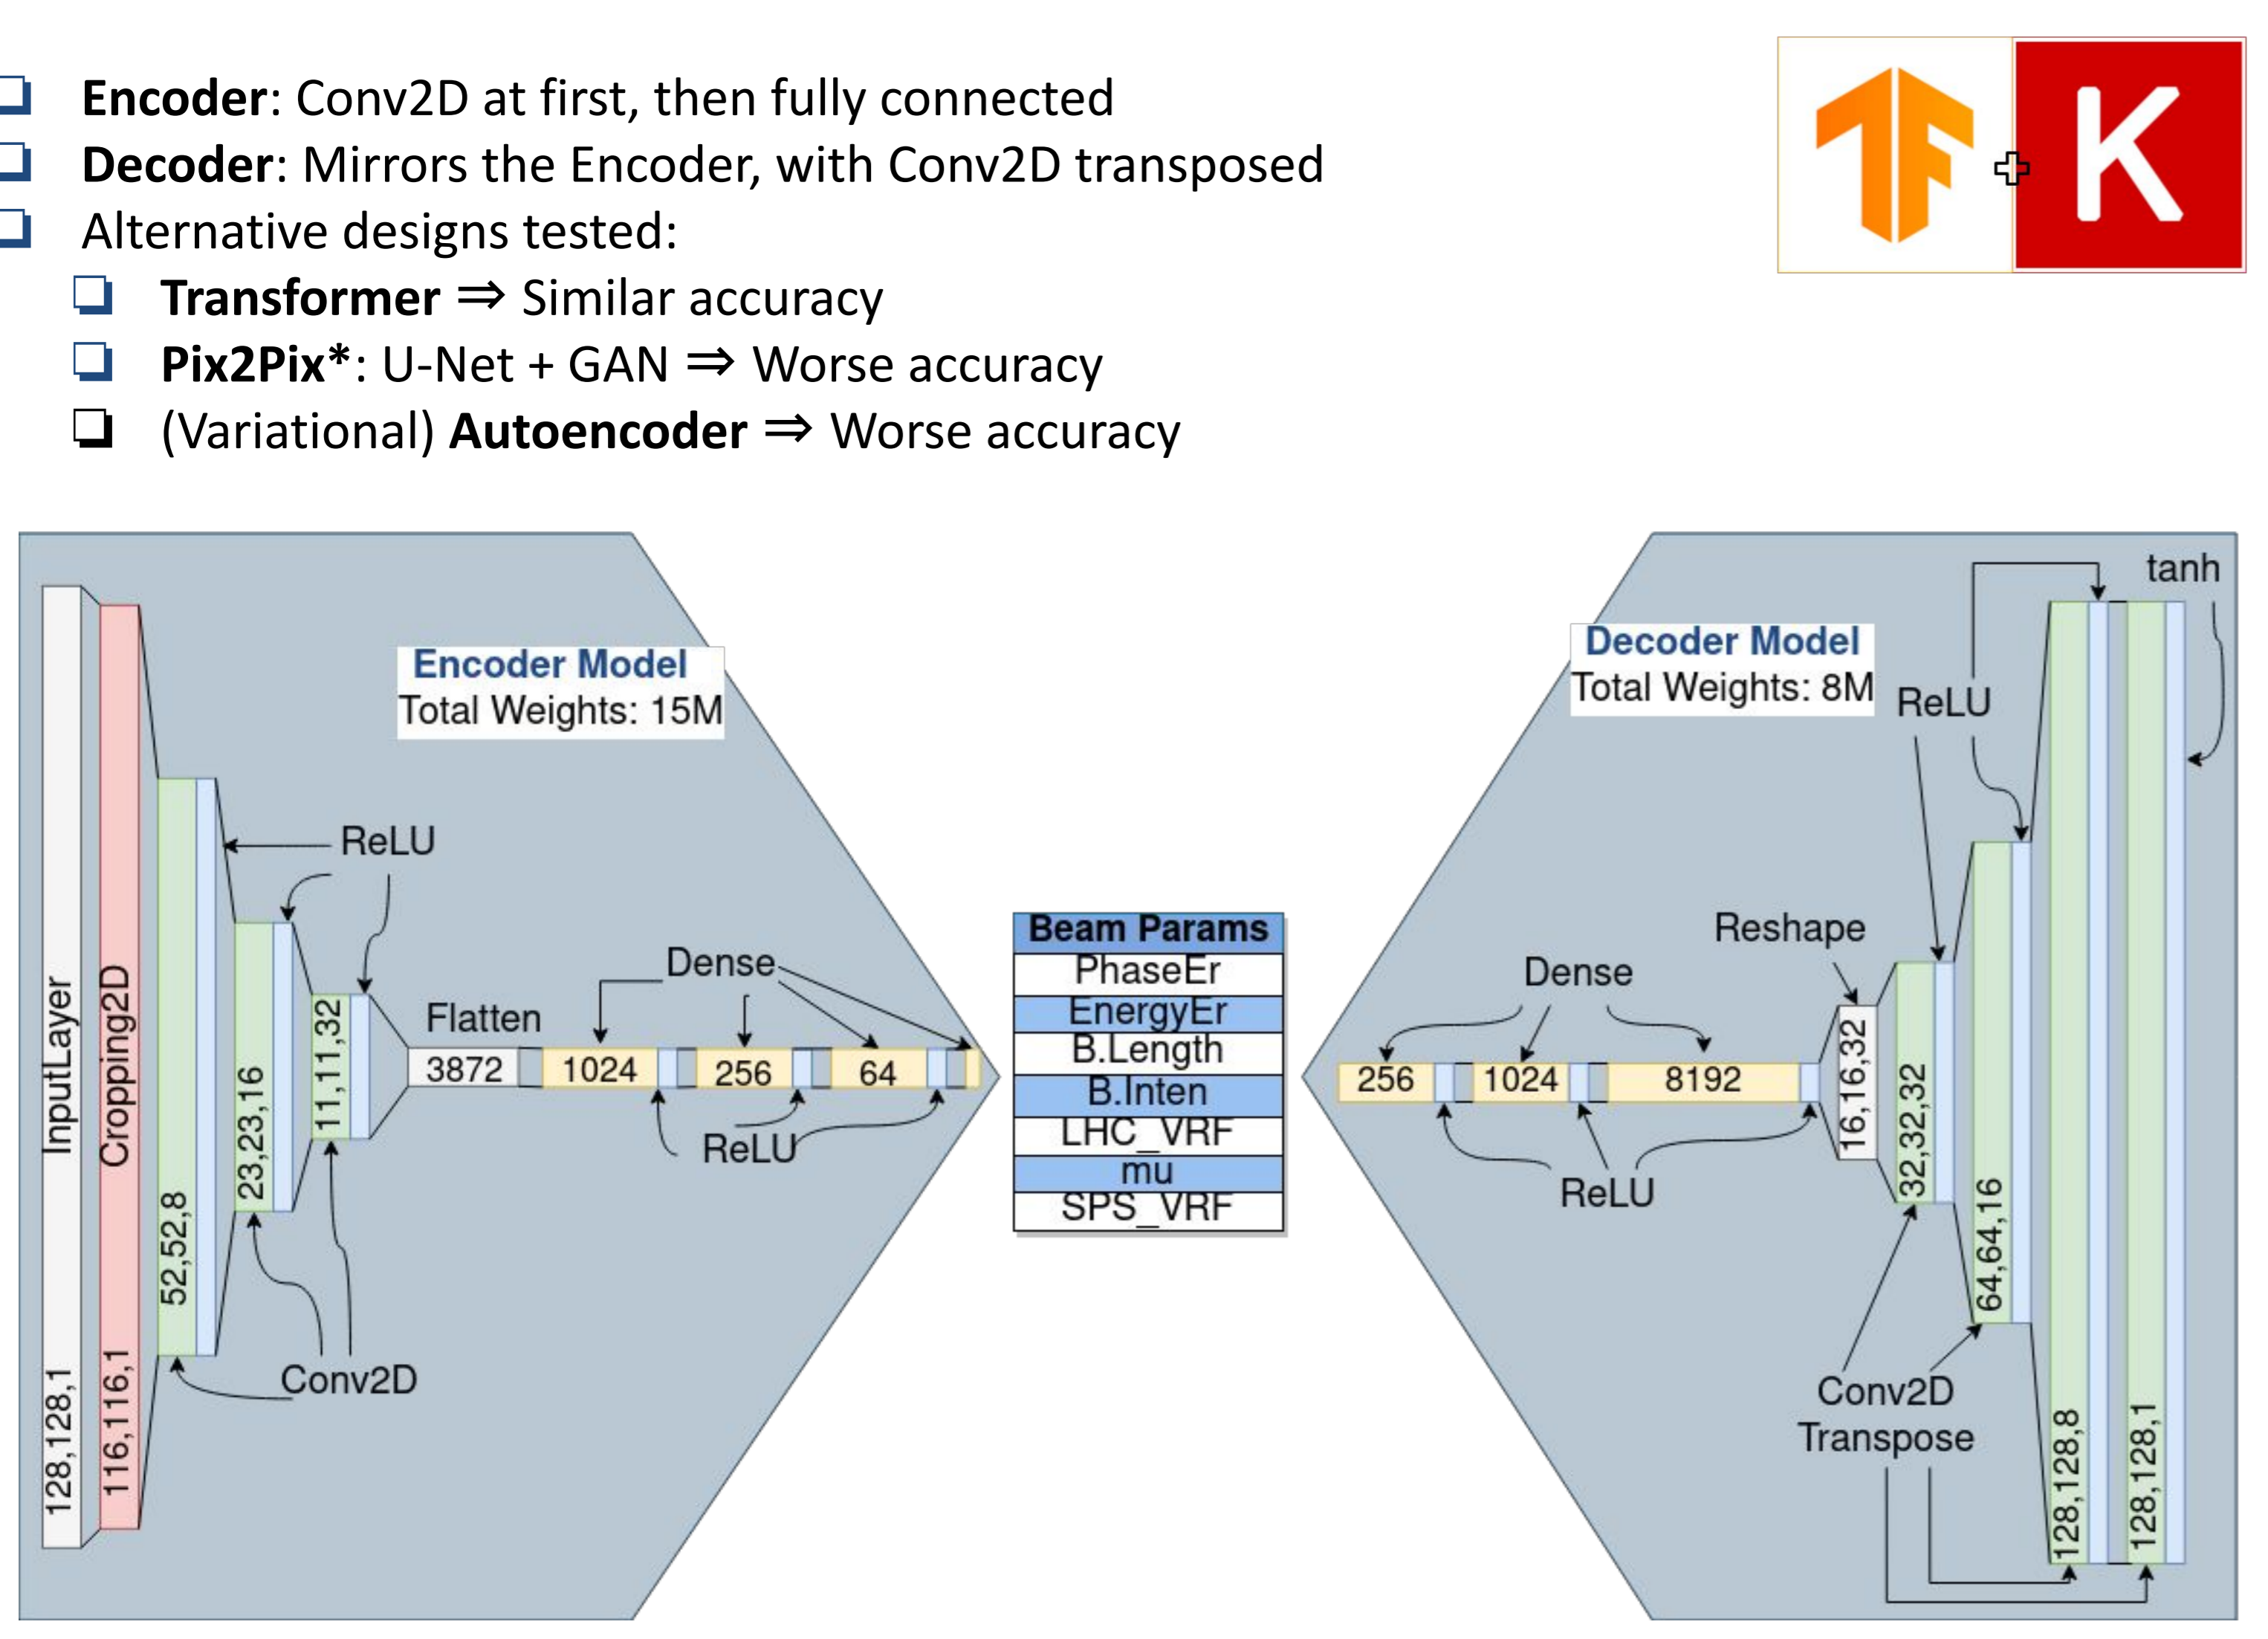 Encoder: Conv2D at first, then fully connected
Decoder: Mirrors the Encoder, with Conv2D transposed
Alternative designs tested:
Transformer ⇒ Similar accuracy
Pix2Pix*: U-Net + GAN ⇒ Worse accuracy
(Variational) Autoencoder ⇒ Worse accuracy
K
Encoder Model
Total Weights: 15M
InputLayer
128,128,1
Cropping2D
116,116,1
52,52,8
23,23,16
11,11,32
ReLU
Conv2D
Flatten
3872
Dense
1024
256
64
ReLU
Beam Params
PhaseEr
EnergyEr
B.Length
B.Inten
LHC_VRF
mu
SPS_VRF
Decoder Model
Total Weights: 8M
Dense
256
1024
8192
ReLU
Reshape
16,16,32
32,32,32
64,64,16
128,128,8
128,128,1
ReLU
tanh
Conv2D
Transpose